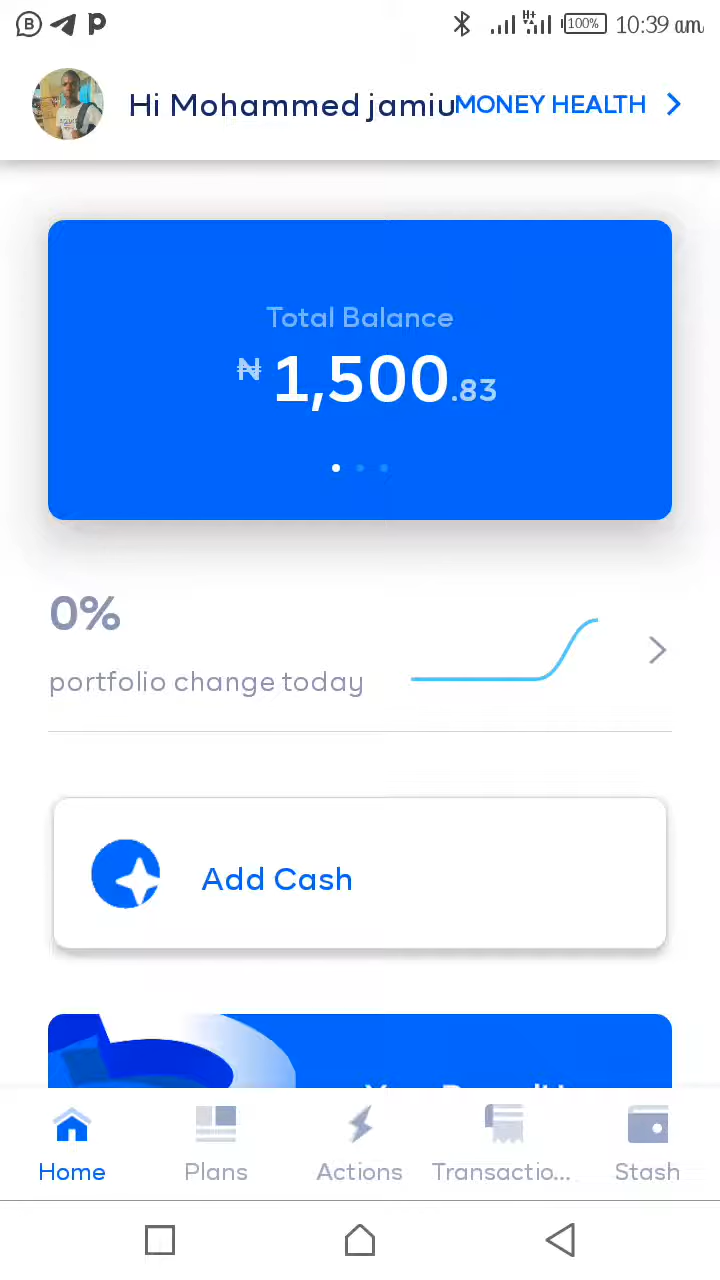 100% 10:39 am
Hi Mohammed jamiu MONEY HEALTH
Total Balance
₦ 1,500.83
0%
portfolio change today
Add Cash
Home Plans Actions Transactio... Stash